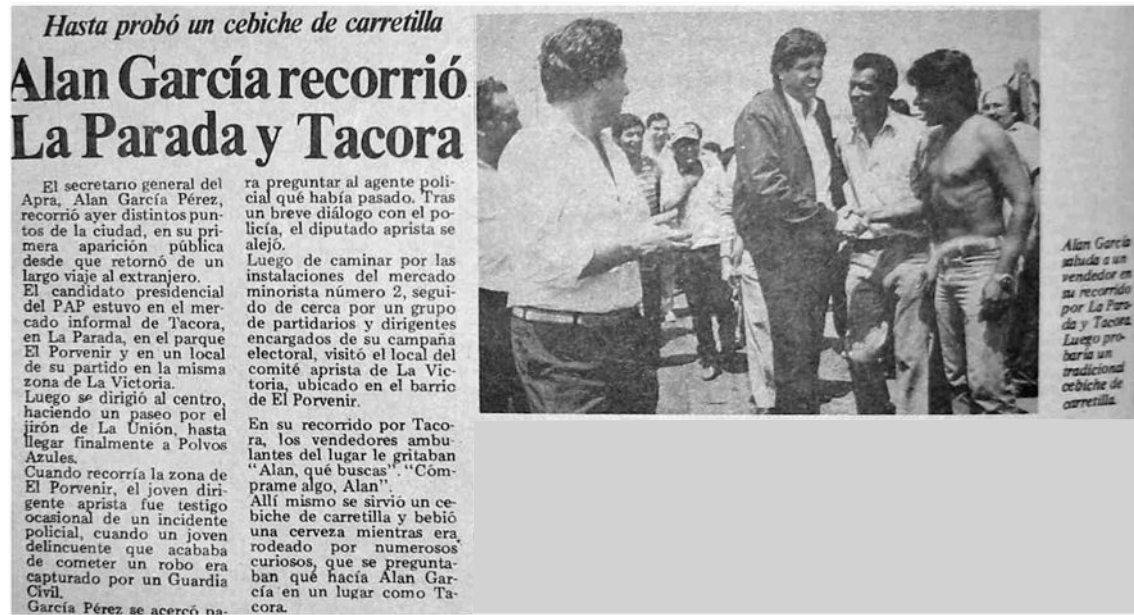 Hasta probó un cebiche de carretilla
Alan García recorrió
La Parada y Tacora
El secretario general del
Apra, Alan García Pérez,
recorrió ayer distintos pun-
tos de la ciudad, en su pri-
mera aparición pública
desde que retornó de un
largo viaje al extranjero.
El candidato presidencial
del PAP estuvo en el mer-
cado informal de Tacora,
en La Parada, en el parque
El Porvenir y en un local
de su partido en la misma
zona de La Victoria.
Luego se dirigió al centro,
haciendo un paseo por el
jirón de La Unión, hasta
llegar finalmente a Polvos
Azules.
Cuando recorría la zona de
El Porvenir, el joven diri-
gente aprista fue testigo
ocasional de un incidente
policial, cuando un joven
delincuente que acababa
de cometer un robo era
capturado por un Guardia
Civil.
García Pérez se acercó pa-
ra preguntar al agente poli-
cial qué había pasado. Tras
un breve diálogo con el po-
licía, el diputado aprista se
alejó.
Luego de caminar por las
instalaciones del mercado
minorista número 2, segui-
do de cerca por un grupo
de partidarios y dirigentes
encargados de su campaña
electoral, visitó el local del
comité aprista de La Vic-
toria, ubicado en el barrio
de El Porvenir.
En su recorrido por Taco-
ra, los vendedores ambu-
lantes del lugar le gritaban
"Alan, qué buscas". "Cóm-
prame algo, Alan".
Allí mismo se sirvió un ce-
biche de carretilla y bebió
una cerveza mientras era
rodeado por numerosos
curiosos, que se pregunta-
ban qué hacía Alan Gar-
cía en un lugar como Ta-
cora.
Alan García
saluda a un
vendedor en
su recorrido
por La Para-
da y Tacora.
Luego pro-
baría un
tradicional
cebiche de
carretilla.